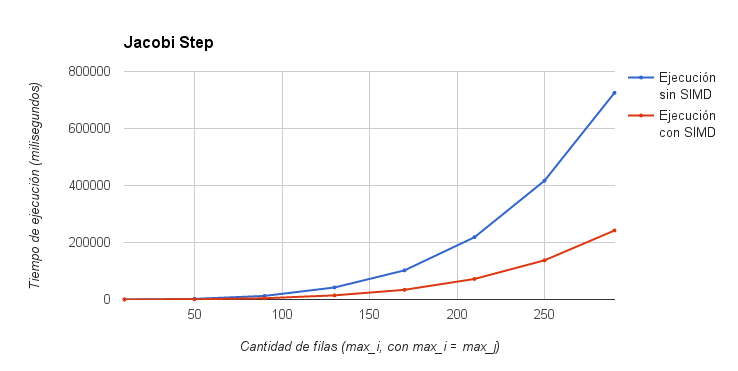 Jacobi Step
800000
600000
400000
200000
0
50
100
150
200
250
Tiempo de ejecución (milisegundos)
Cantidad de filas (max_i, con max_i = max_j)
Ejecución
sin SIMD
Ejecución
con SIMD